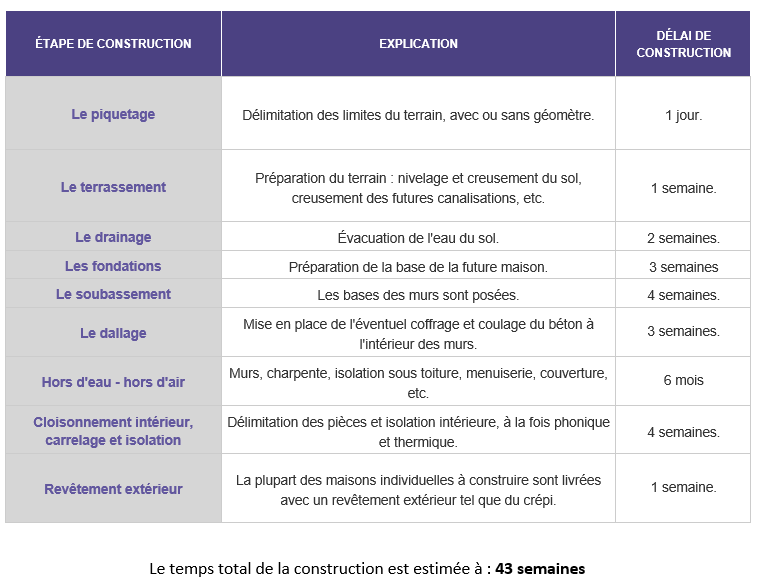 ÉTAPE DE CONSTRUCTION
EXPLICATION
DÉLAI DE
CONSTRUCTION
Le piquetage
Délimitation des limites du terrain, avec ou sans géomètre.
1 jour.
Le terrassement
Préparation du terrain : nivelage et creusement du sol,
creusement des futures canalisations, etc.
1 semaine.
Le drainage
Évacuation de l'eau du sol.
2 semaines.
Les fondations
Préparation de la base de la future maison.
3 semaines
Le soubassement
Les bases des murs sont posées.
4 semaines.
Le dallage
Mise en place de l'éventuel coffrage et coulage du béton à
l'intérieur des murs.
3 semaines.
Hors d'eau - hors d'air
Murs, charpente, isolation sous toiture, menuiserie, couverture,
etc.
6 mois
Cloisonnement intérieur,
carrelage et isolation
Délimitation des pièces et isolation intérieure, à la fois phonique
et thermique.
4 semaines.
Revêtement extérieur
La plupart des maisons individuelles à construire sont livrées
avec un revêtement extérieur tel que du crépi.
1 semaine.
Le temps total de la construction est estimée à : 43 semaines